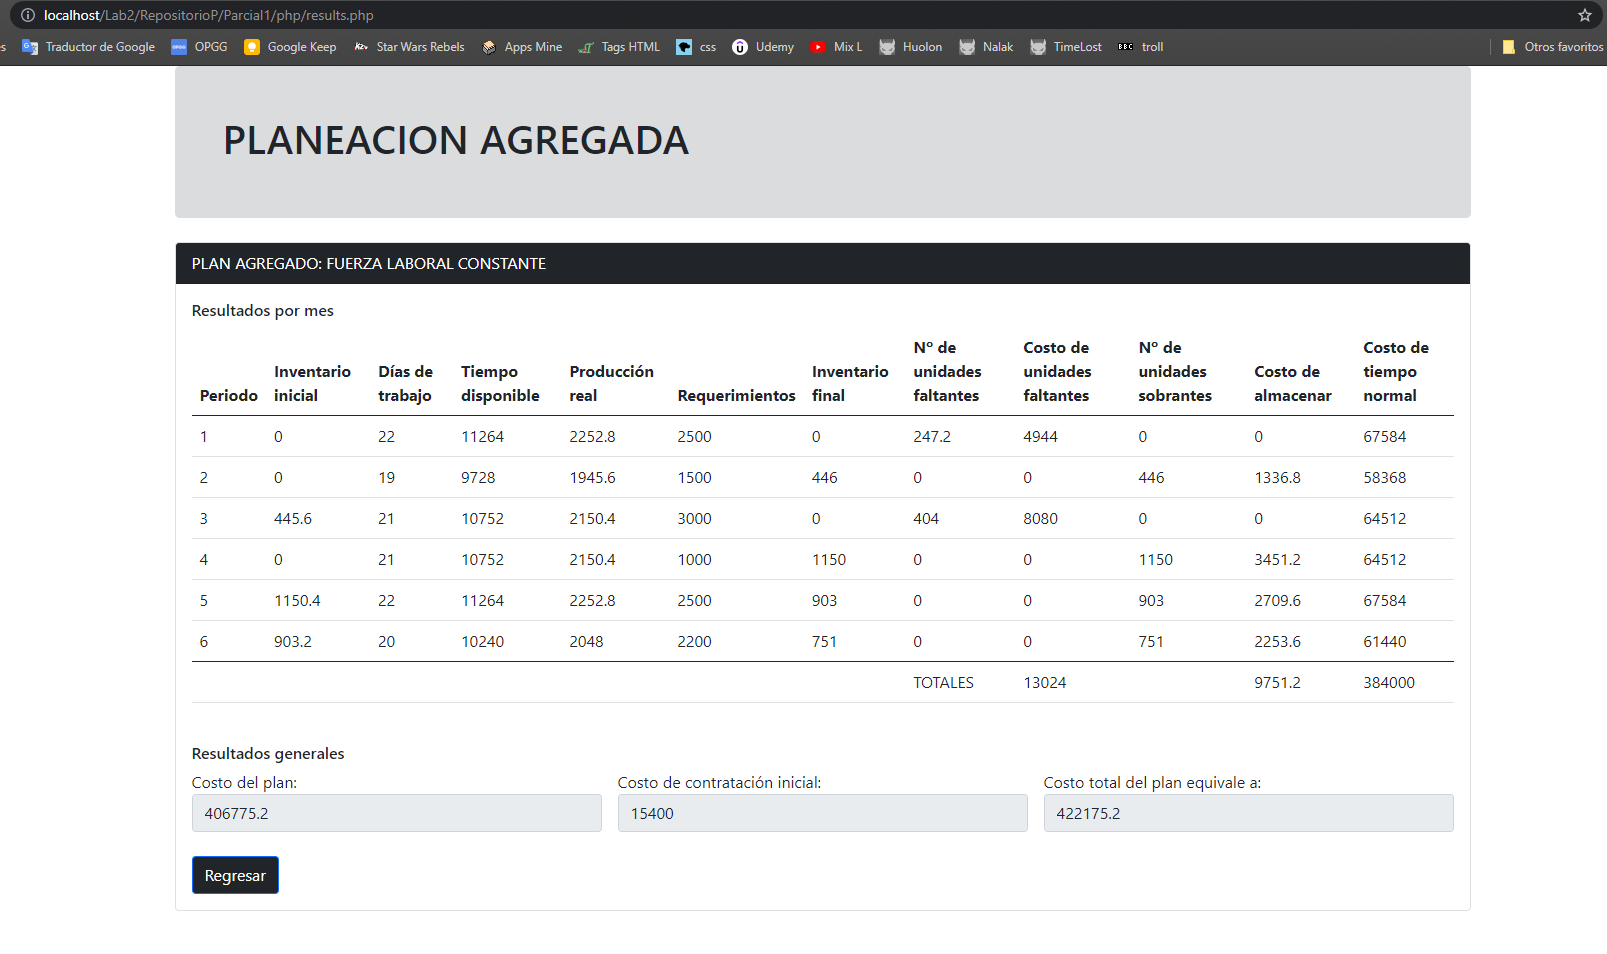 localhost/Lab2/RepositorioP/Parcial1/php/results.php
s Traductor de Google OPGG Google Keep Star Wars Rebels Apps Mine Tags HTML css Udemy Mix L Huolon Nalak TimeLost BBC troll Otros favoritos
PLANEACION AGREGADA
PLAN AGREGADO: FUERZA LABORAL CONSTANTE
Resultados por mes
Periodo Inventario inicial Días de trabajo Tiempo disponible Producción real Requerimientos Inventario final Nº de unidades faltantes Costo de unidades faltantes Nº de unidades sobrantes Costo de almacenar Costo de tiempo normal
1 0 22 11264 2252.8 2500 0 247.2 4944 0 0 67584
2 0 19 9728 1945.6 1500 446 0 0 446 1336.8 58368
3 445.6 21 10752 2150.4 3000 0 404 8080 0 0 64512
4 0 21 10752 2150.4 1000 1150 0 0 1150 3451.2 64512
5 1150.4 22 11264 2252.8 2500 903 0 0 903 2709.6 67584
6 903.2 20 10240 2048 2200 751 0 0 751 2253.6 61440
TOTALES 13024 9751.2 384000
Resultados generales
Costo del plan: Costo de contratación inicial: Costo total del plan equivale a:
406775.2 15400 422175.2
Regresar